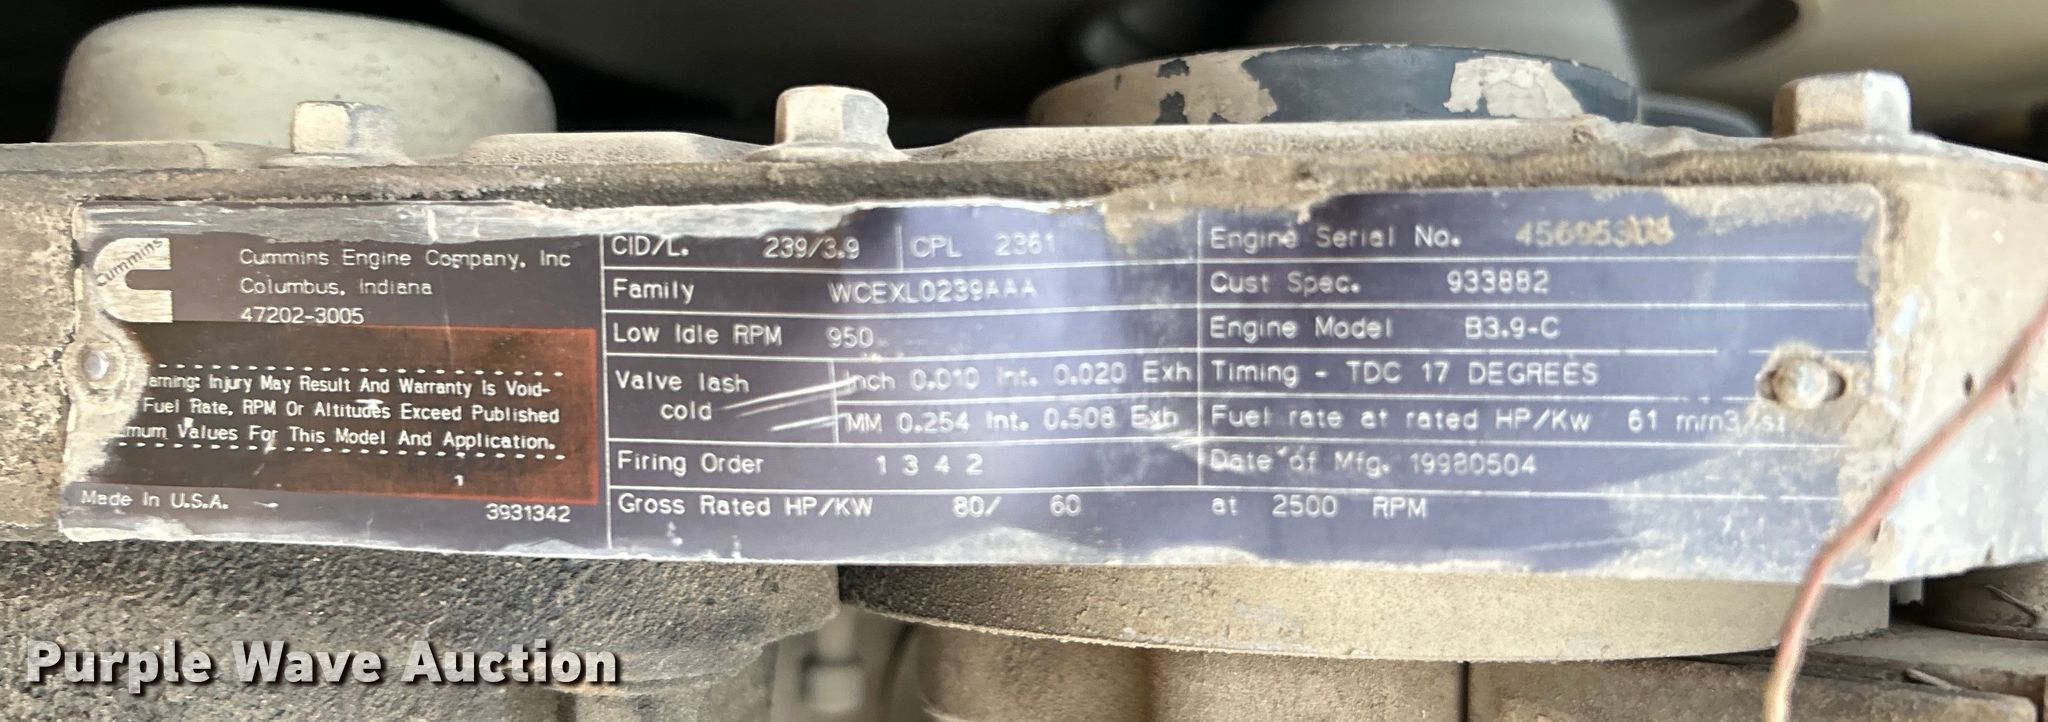 Cummins
Cummins Engine Company, Inc
Columbus, Indiana
47202-3005
Injury May Result And Warranty Is Void-
Fuel Rate, RPM Or Altitudes Exceed Published
Values For This Model And Application.
Made In U.S.A.
3931342
CID/L. 239/3.9 CPL 2361
Family WCEXL0239AAA
Low Idle RPM 950
Valve lash cold
Inch 0.010 Int. 0.020 Exh
MM 0.254 Int. 0.508 Exh
Firing Order 1 3 4 2
Gross Rated HP/KW 80/ 60 at 2500 RPM
Engine Serial No.
Cust Spec. 933882
Engine Model B3.9-C
Timing - TDC 17 DEGREES
Fuel rate at rated HP/Kw 61 mm3/st
Date of Mfg. 19980504
Purple Wave Auction